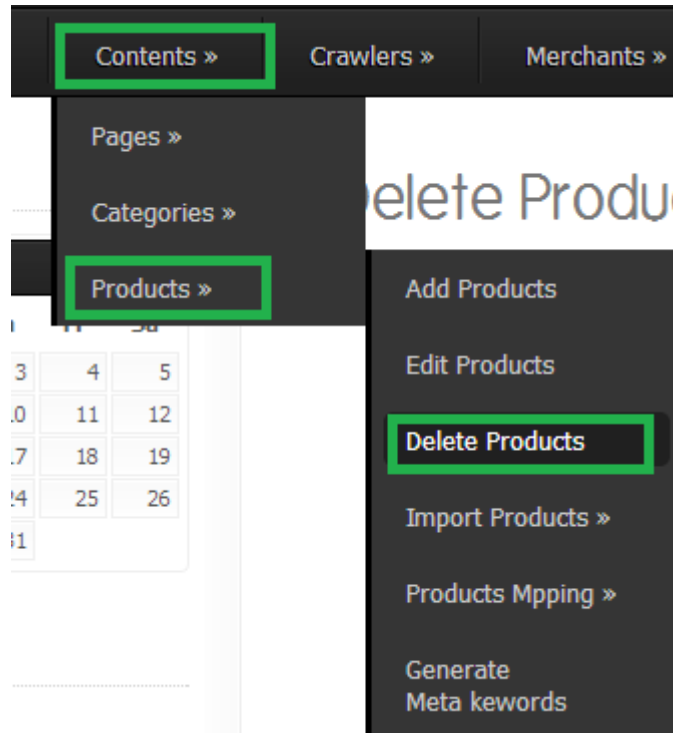 Contents » Crawlers » Merchants »
Pages »
Categories »
elete Produ
Products »
Add Products
3 4 5
Edit Products
11 12
Delete Products
18 19
25 26
Import Products »
Products Mpping »
Generate
Meta kewords